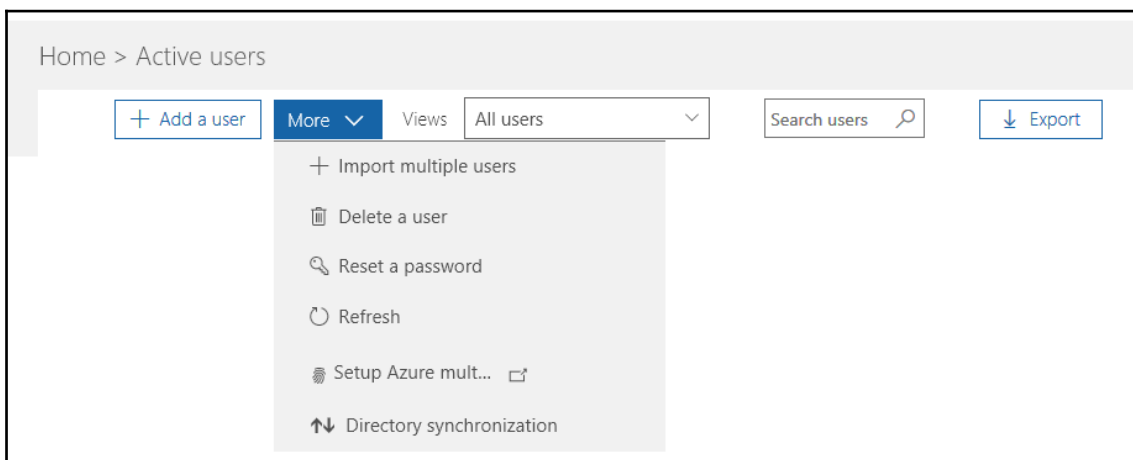 Home > Active users
+ Add a user More Views All users Search users Export
Import multiple users
Delete a user
Reset a password
Refresh
Setup Azure mult...
Directory synchronization